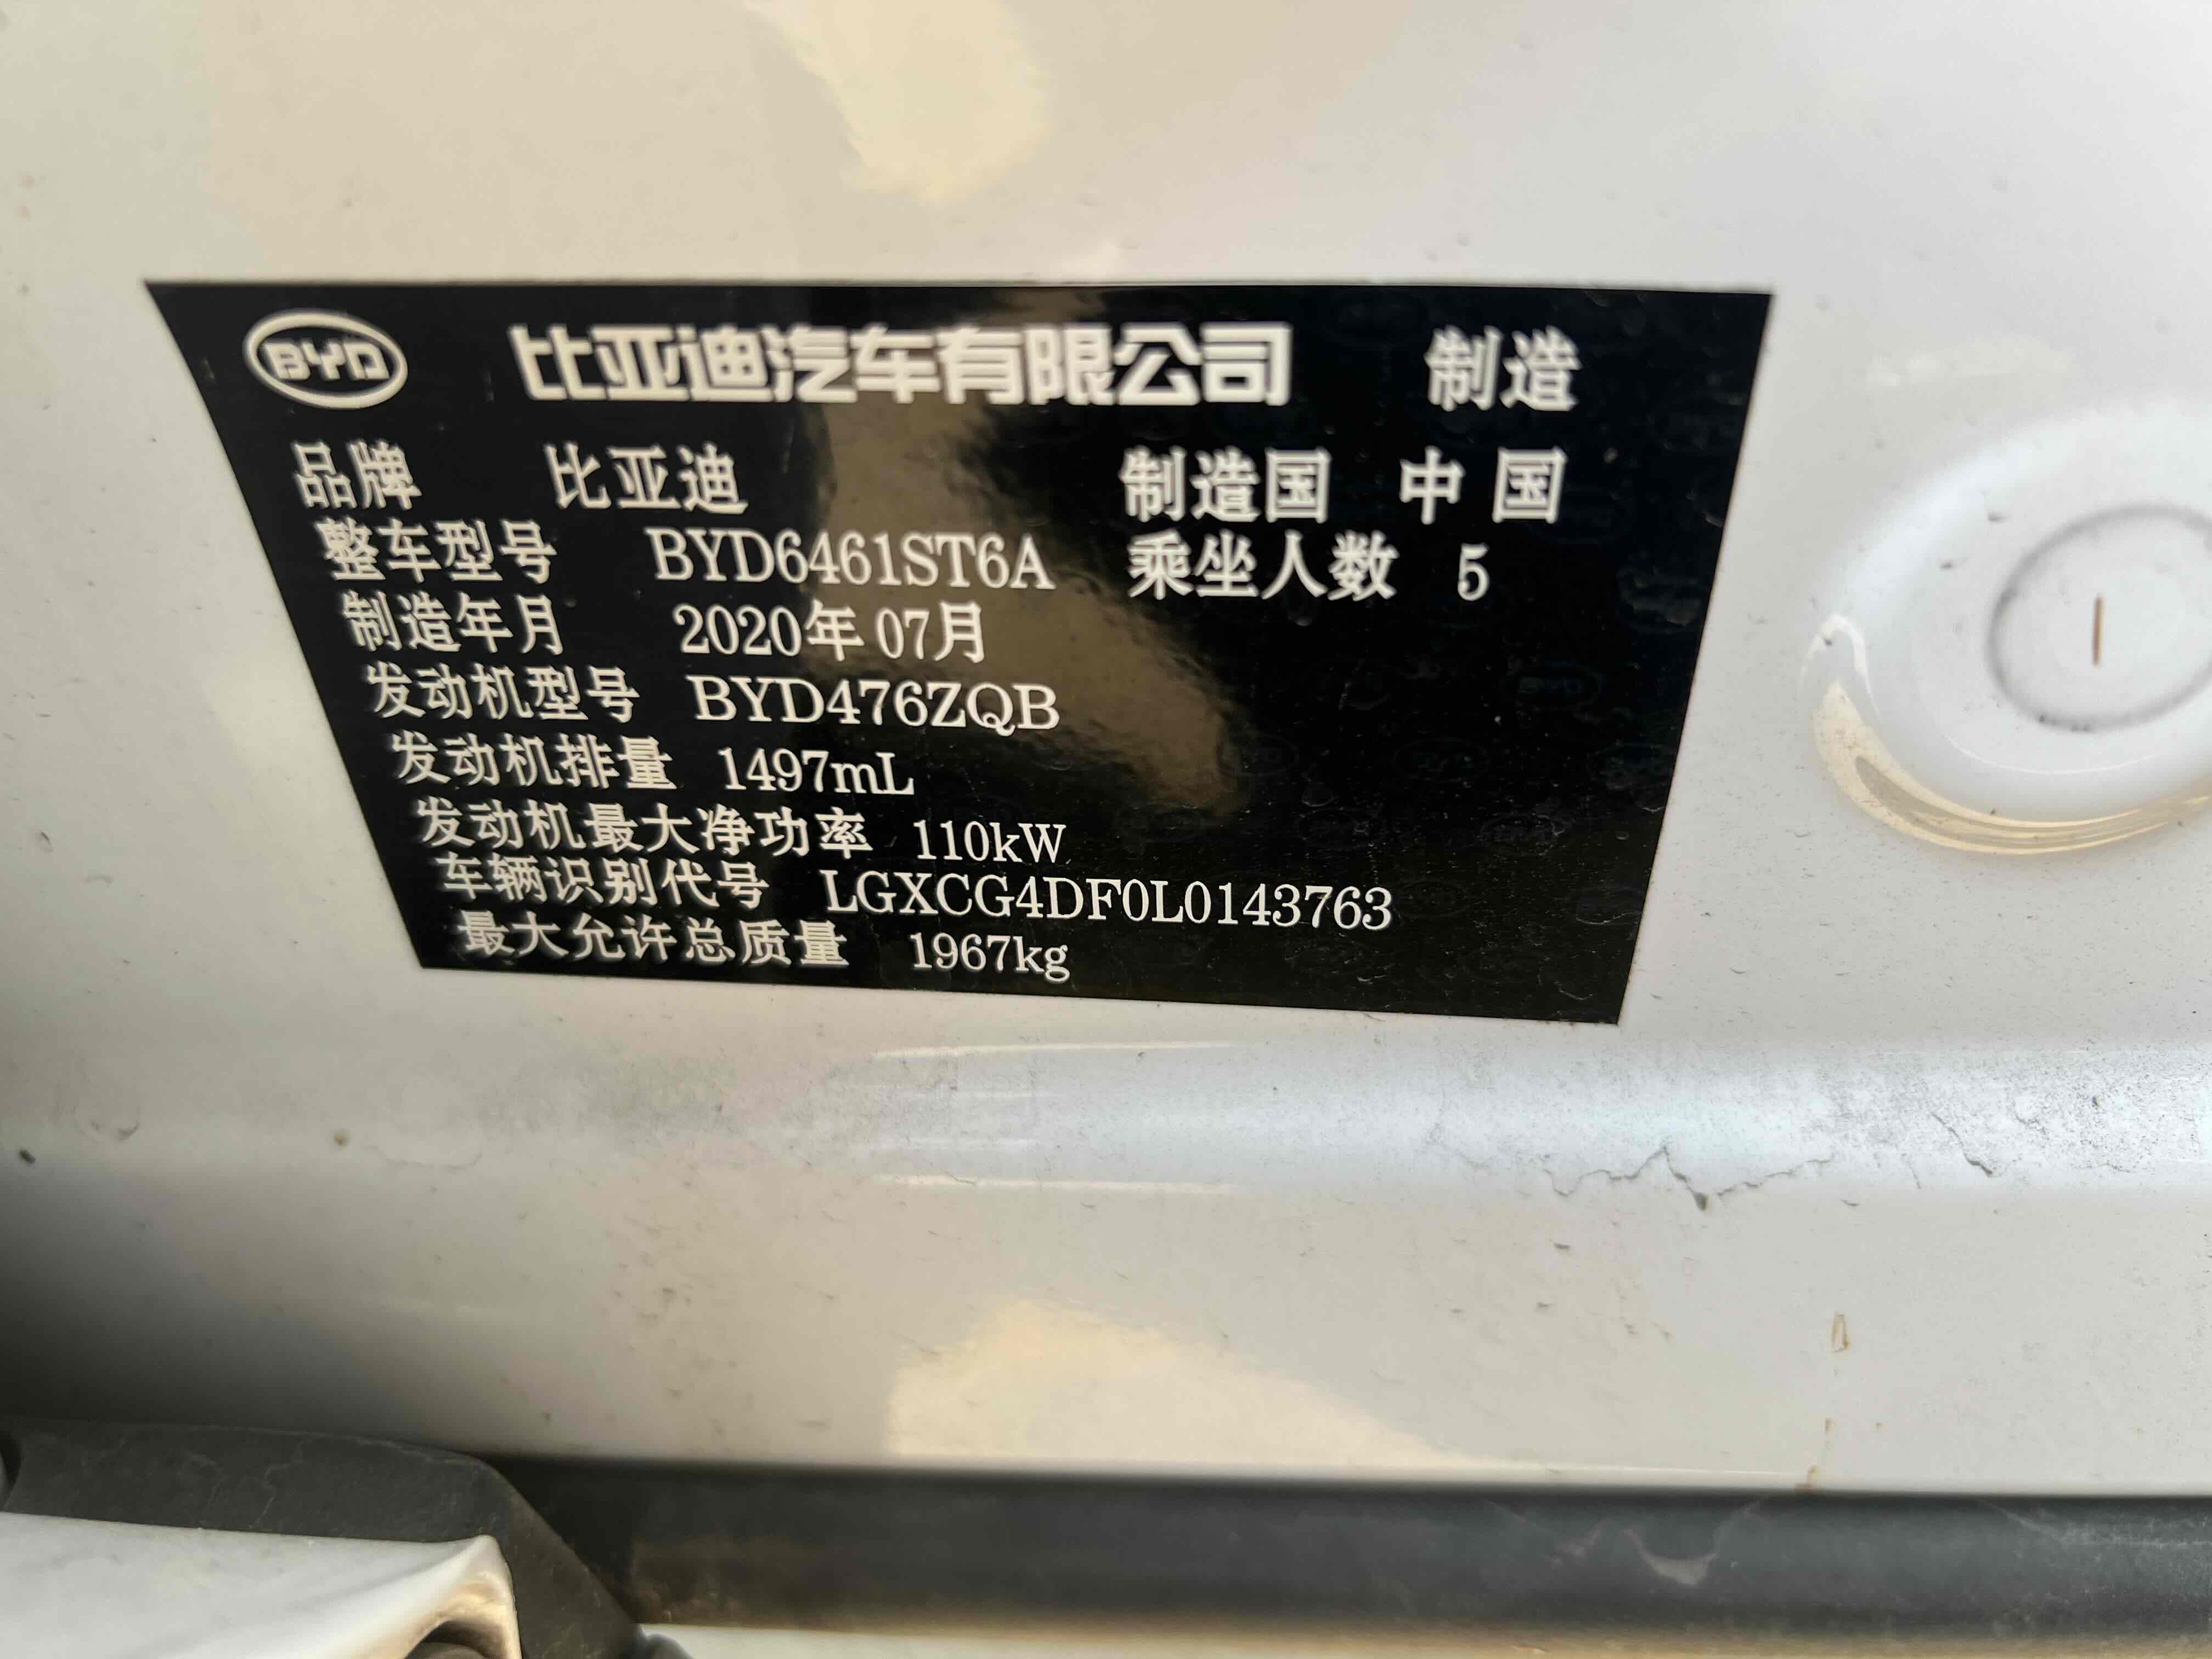 BYD 比亚迪汽车有限公司 制造
品牌 比亚迪 制造国 中国
整车型号 BYD6461ST6A 乘坐人数 5
制造年月 2020年07月
发动机型号 BYD476ZQB
发动机排量 1497mL
发动机最大净功率 110kW
车辆识别代号 LGXCG4DF0L0143763
最大允许总质量 1967kg